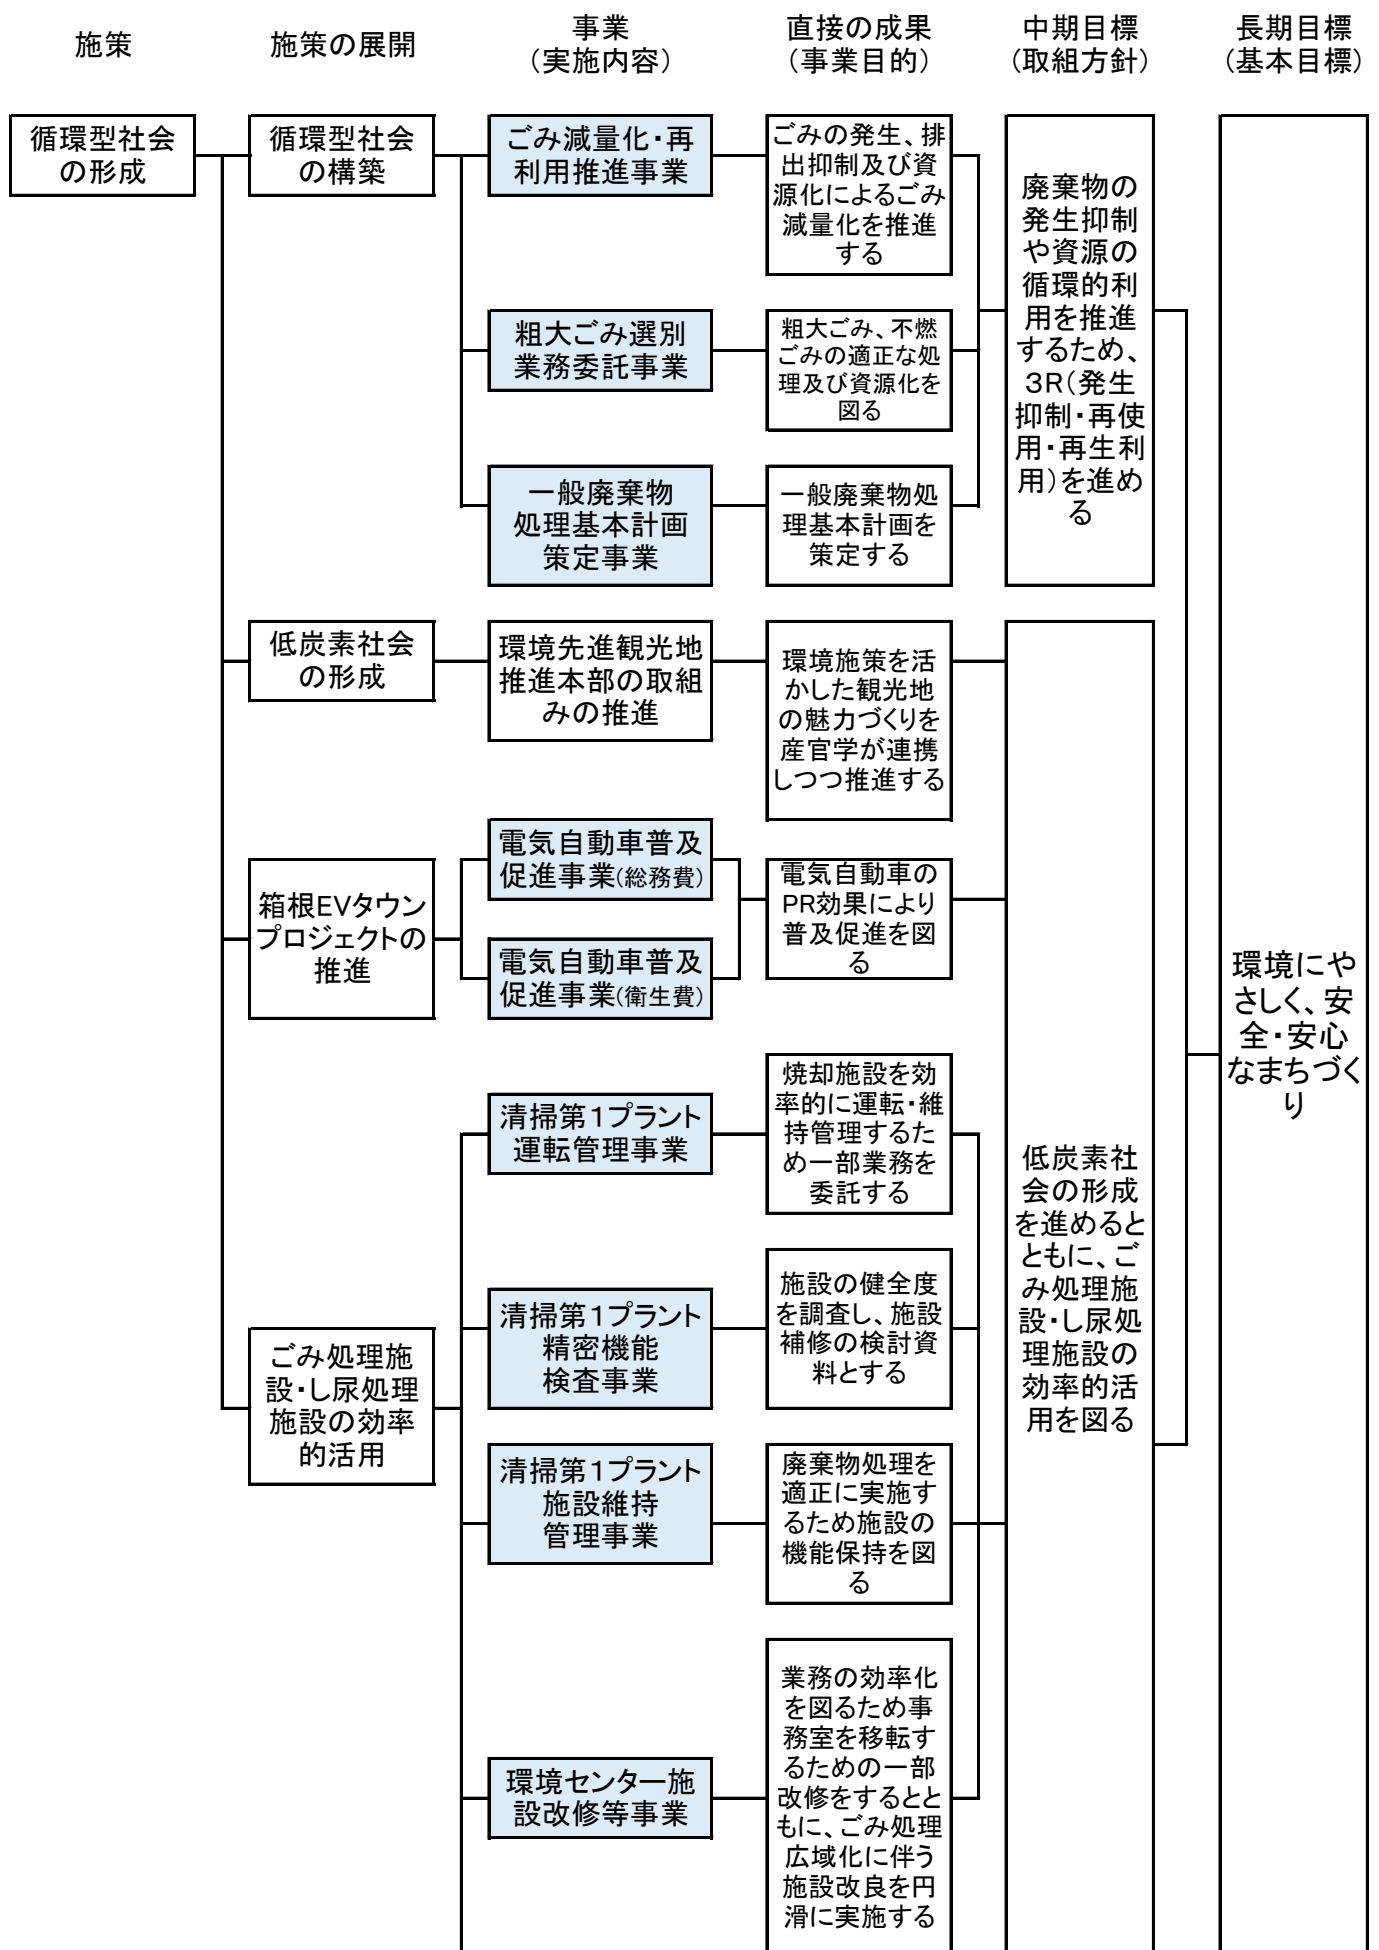 施策
施策の展開
事業
（実施内容）
直接の成果
（事業目的）
中期目標
（取組方針）
長期目標
（基本目標）
循環型社会
の形成
循環型社会
の構築
ごみ減量化・再
利用推進事業
ごみの発生、排
出抑制及び資
源化によるごみ
減量化を推進
する
粗大ごみ選別
業務委託事業
粗大ごみ、不燃
ごみの適正な処
理及び資源化を
図る
一般廃棄物
処理基本計画
策定事業
一般廃棄物処
理基本計画を
策定する
廃棄物の
発生抑制
や資源の
循環的利
用を推進
するため、
３R（発生
抑制・再使
用・再生利
用）を進め
る
低炭素社会
の形成
環境先進観光地
推進本部の取組
みの推進
環境施策を活
かした観光地
の魅力づくりを
産官学が連携
しつつ推進する
箱根EVタウン
プロジェクトの
推進
電気自動車普及
促進事業（総務費）
電気自動車普及
促進事業（衛生費）
電気自動車の
PR効果により
普及促進を図
る
ごみ処理施
設・し尿処理
施設の効率
的活用
清掃第１プラント
運転管理事業
焼却施設を効
率的に運転・維
持管理するた
め一部業務を
委託する
清掃第１プラント
精密機能
検査事業
施設の健全度
を調査し、施設
補修の検討資
料とする
清掃第１プラント
施設維持
管理事業
廃棄物処理を
適正に実施す
るため施設の
機能保持を図
る
環境センター施
設改修等事業
業務の効率化
を図るため事
務室を移転す
るための一部
改修をするとと
もに、ごみ処理
広域化に伴う
施設改良を円
滑に実施する
低炭素社
会の形成
を進めると
ともに、ご
み処理施
設・し尿処
理施設の
効率的活
用を図る
環境にや
さしく、安
全・安心
なまちづく
り